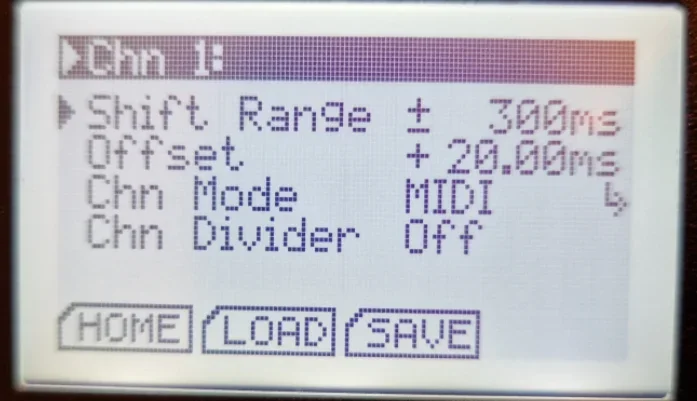 Chn 1:
Shift Range ± 300ms
Offset +20.00ms
Chn Mode MIDI
Chn Divider Off
HOME LOAD SAVE